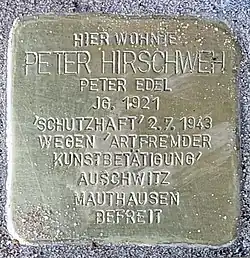 HIER WOHNTE
PETER HIRSCHWEH
PETER EDEL
JG. 1921
'SCHUTZHAFT' 2.7.1943
WEGEN 'ARTFREMDER
KUNSTBETÄTIGUNG'
AUSCHWITZ
MAUTHAUSEN
BEFREIT